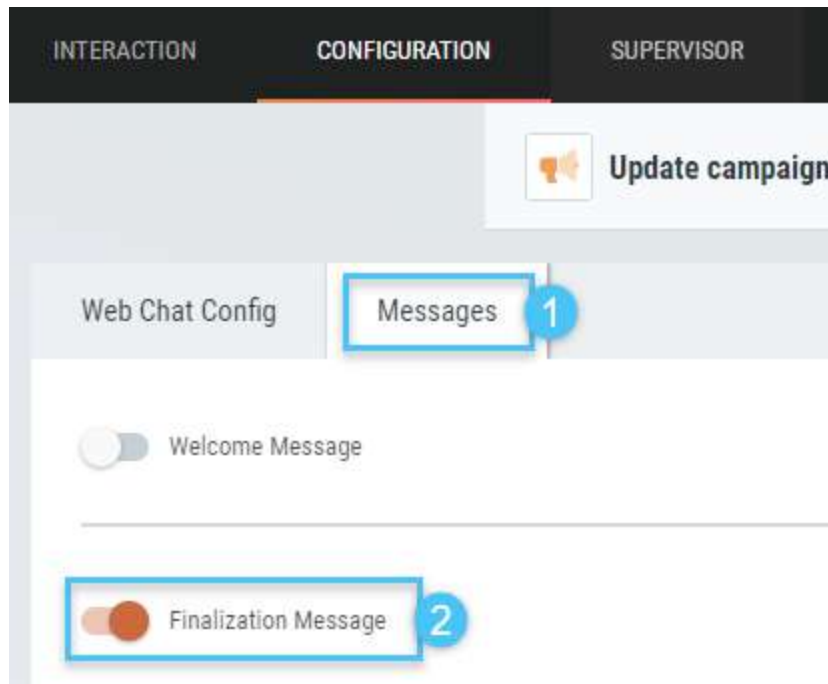 INTERACTION CONFIGURATION SUPERVISOR
Update campaign
Web Chat Config Messages 1
Welcome Message
Finalization Message 2